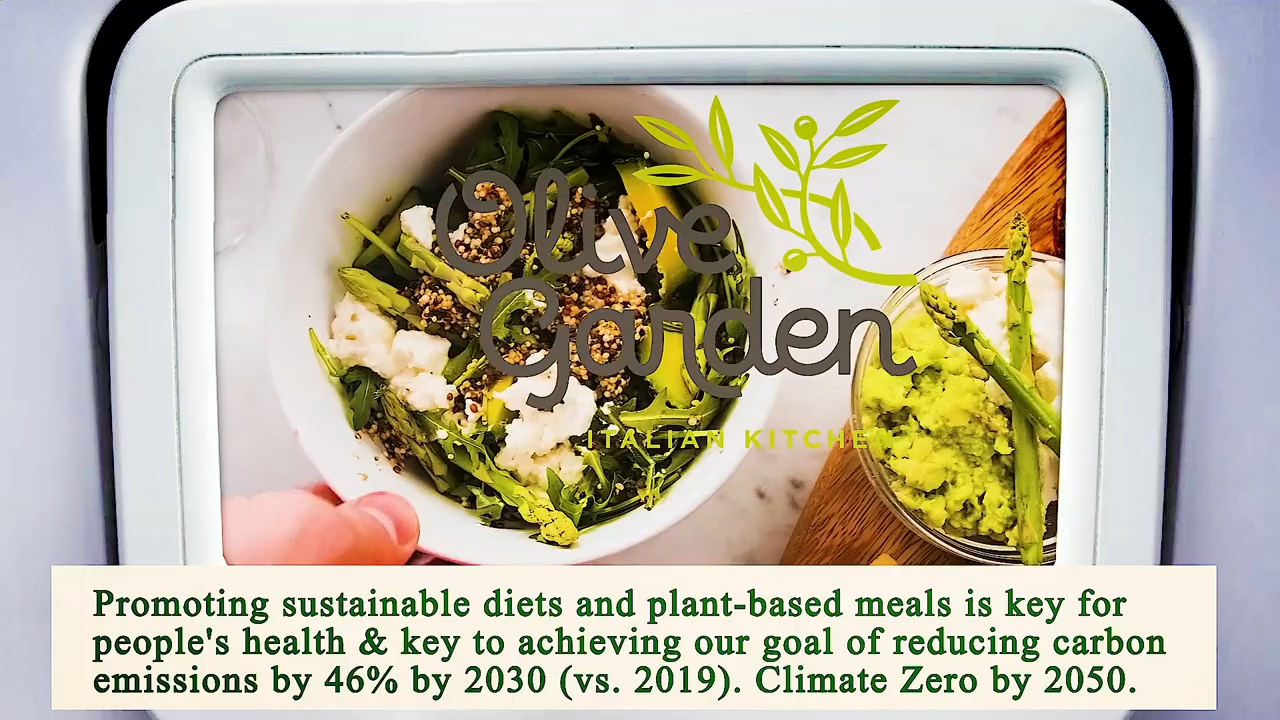 Olive
Garden
ITALIAN KITCHEN
Promoting sustainable diets and plant-based meals is key for
people's health & key to achieving our goal of reducing carbon
emissions by 46% by 2030 (vs. 2019). Climate Zero by 2050.